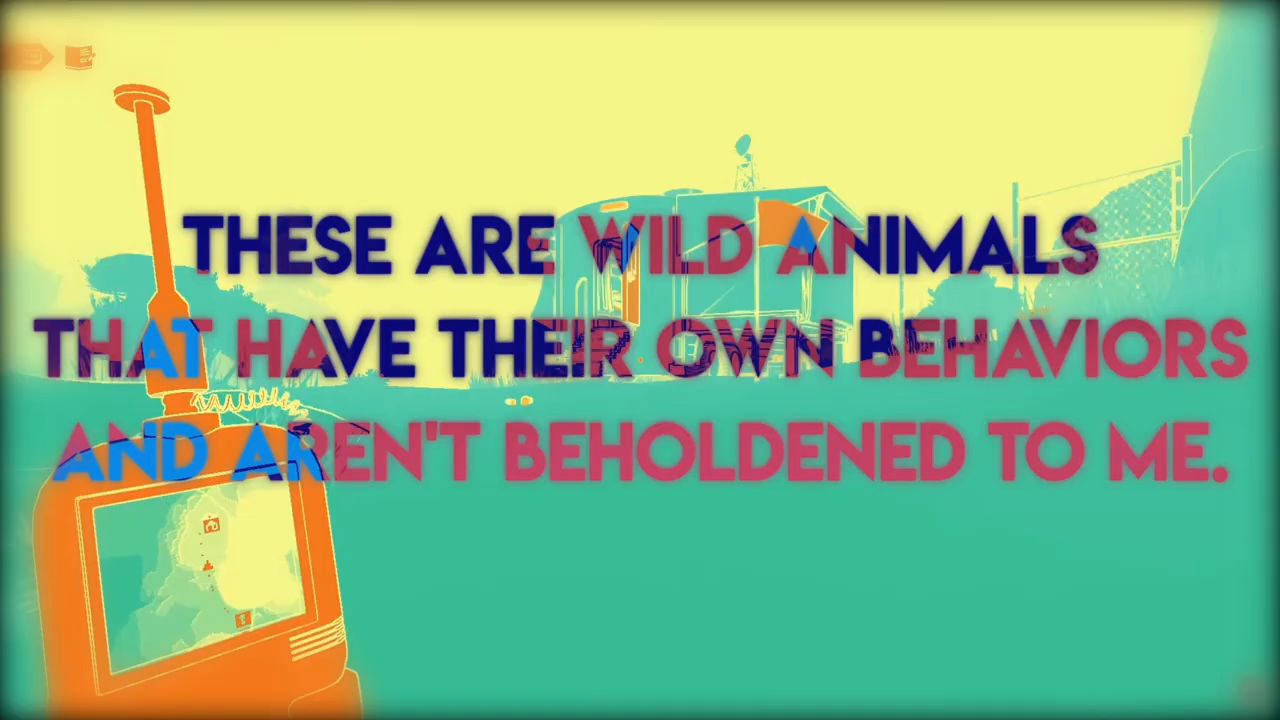 THESE ARE WILD ANIMALS
THAT HAVE THEIR OWN BEHAVIORS
AND AREN'T BEHOLDENED TO ME.